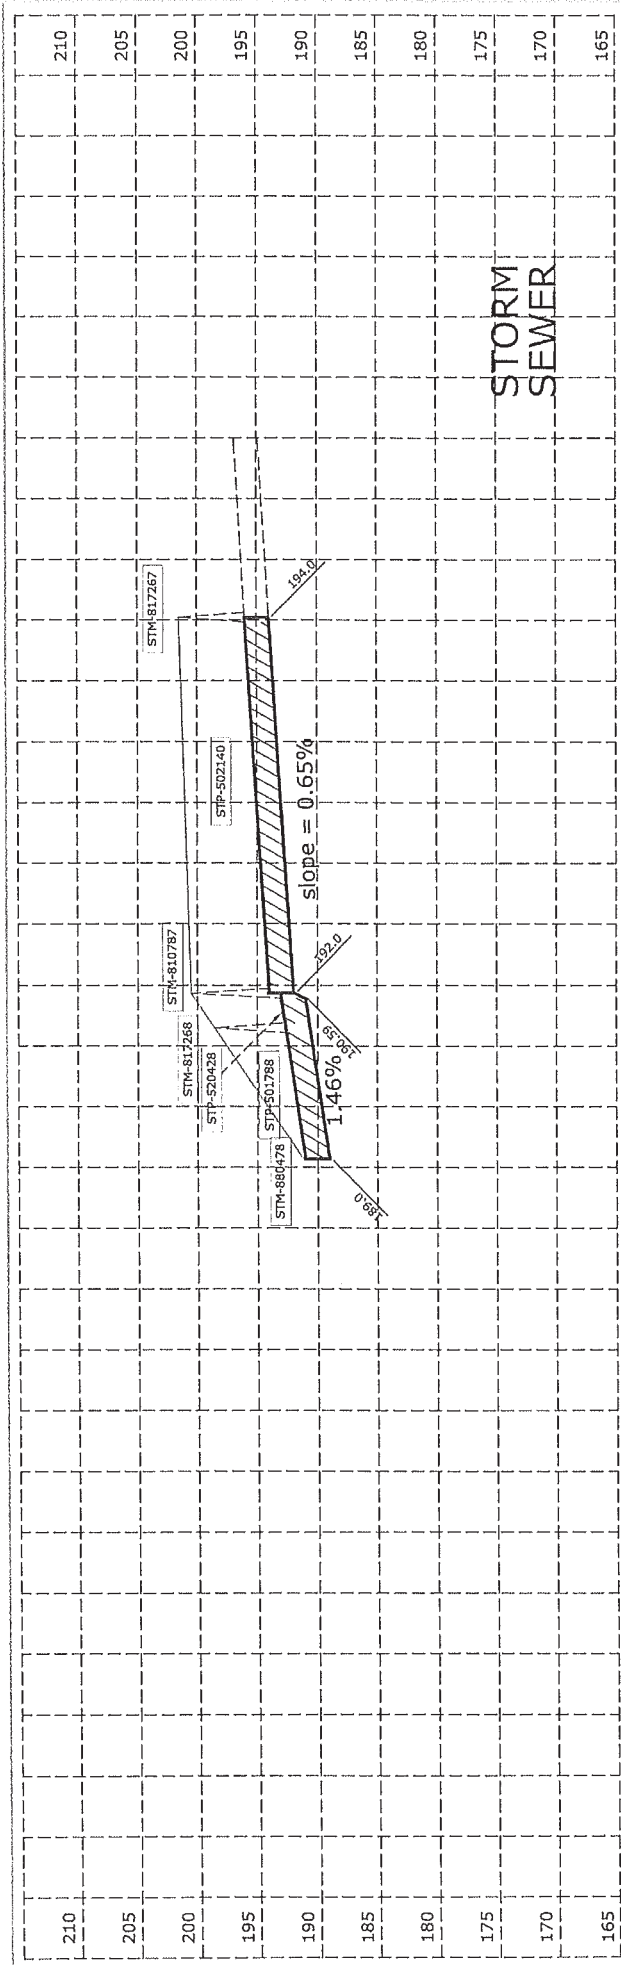 210
205
200
195
190
185
180
175
170
165
STM-880478
STP-501788
STP-520428
STM-817268
STM-810787
STP-502140
STM-817267
189.0
1.46%
190.59
192.0
slope = 0.65%
194.0
STORM
SEWER
210
205
200
195
190
185
180
175
170
165